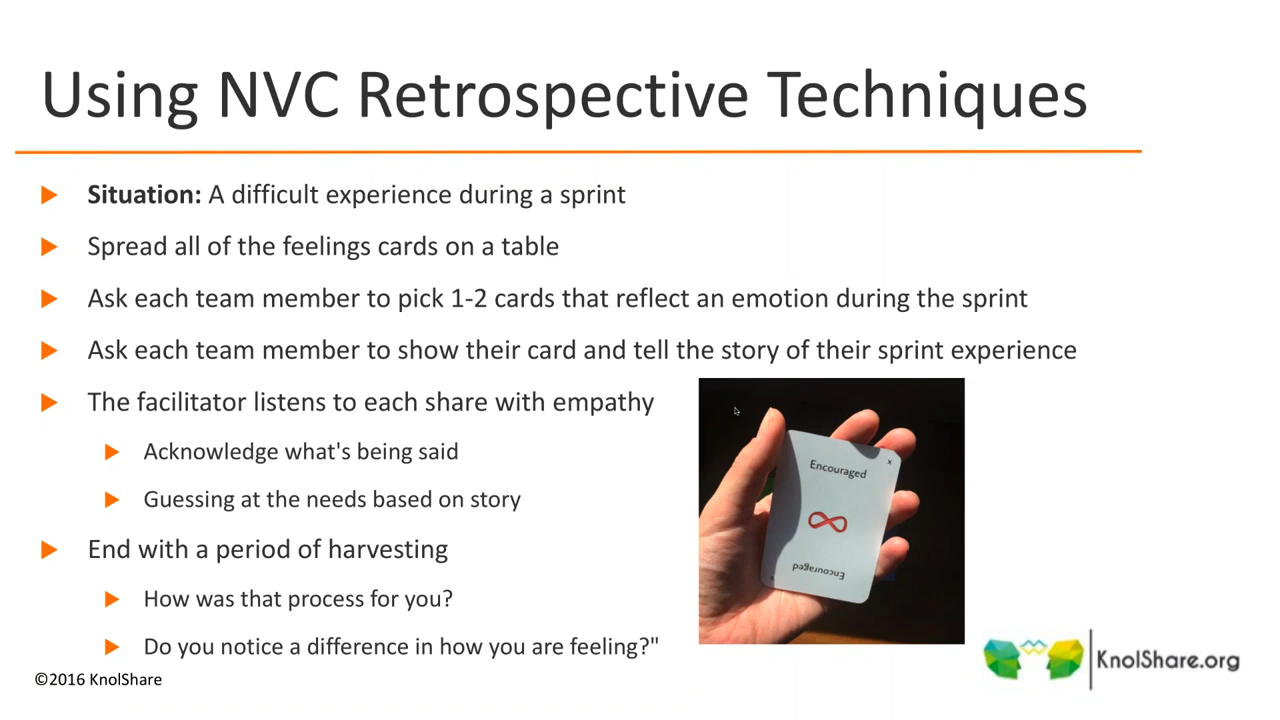 Using NVC Retrospective Techniques
Situation: A difficult experience during a sprint
Spread all of the feelings cards on a table
Ask each team member to pick 1-2 cards that reflect an emotion during the sprint
Ask each team member to show their card and tell the story of their sprint experience
The facilitator listens to each share with empathy
Acknowledge what's being said
Guessing at the needs based on story
End with a period of harvesting
How was that process for you?
Do you notice a difference in how you are feeling?"
Encouraged
x
Encouraged
©2016 KnolShare
KnolShare.org